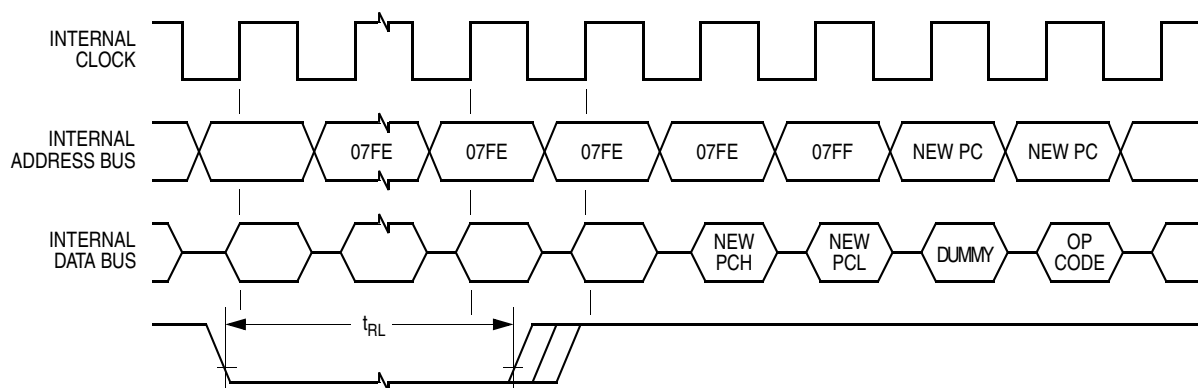 INTERNAL
CLOCK
INTERNAL
ADDRESS BUS
07FE
07FE
07FE
07FE
07FF
NEW PC
NEW PC
INTERNAL
DATA BUS
NEW
PCH
NEW
PCL
DUMMY
OP
CODE
tRL